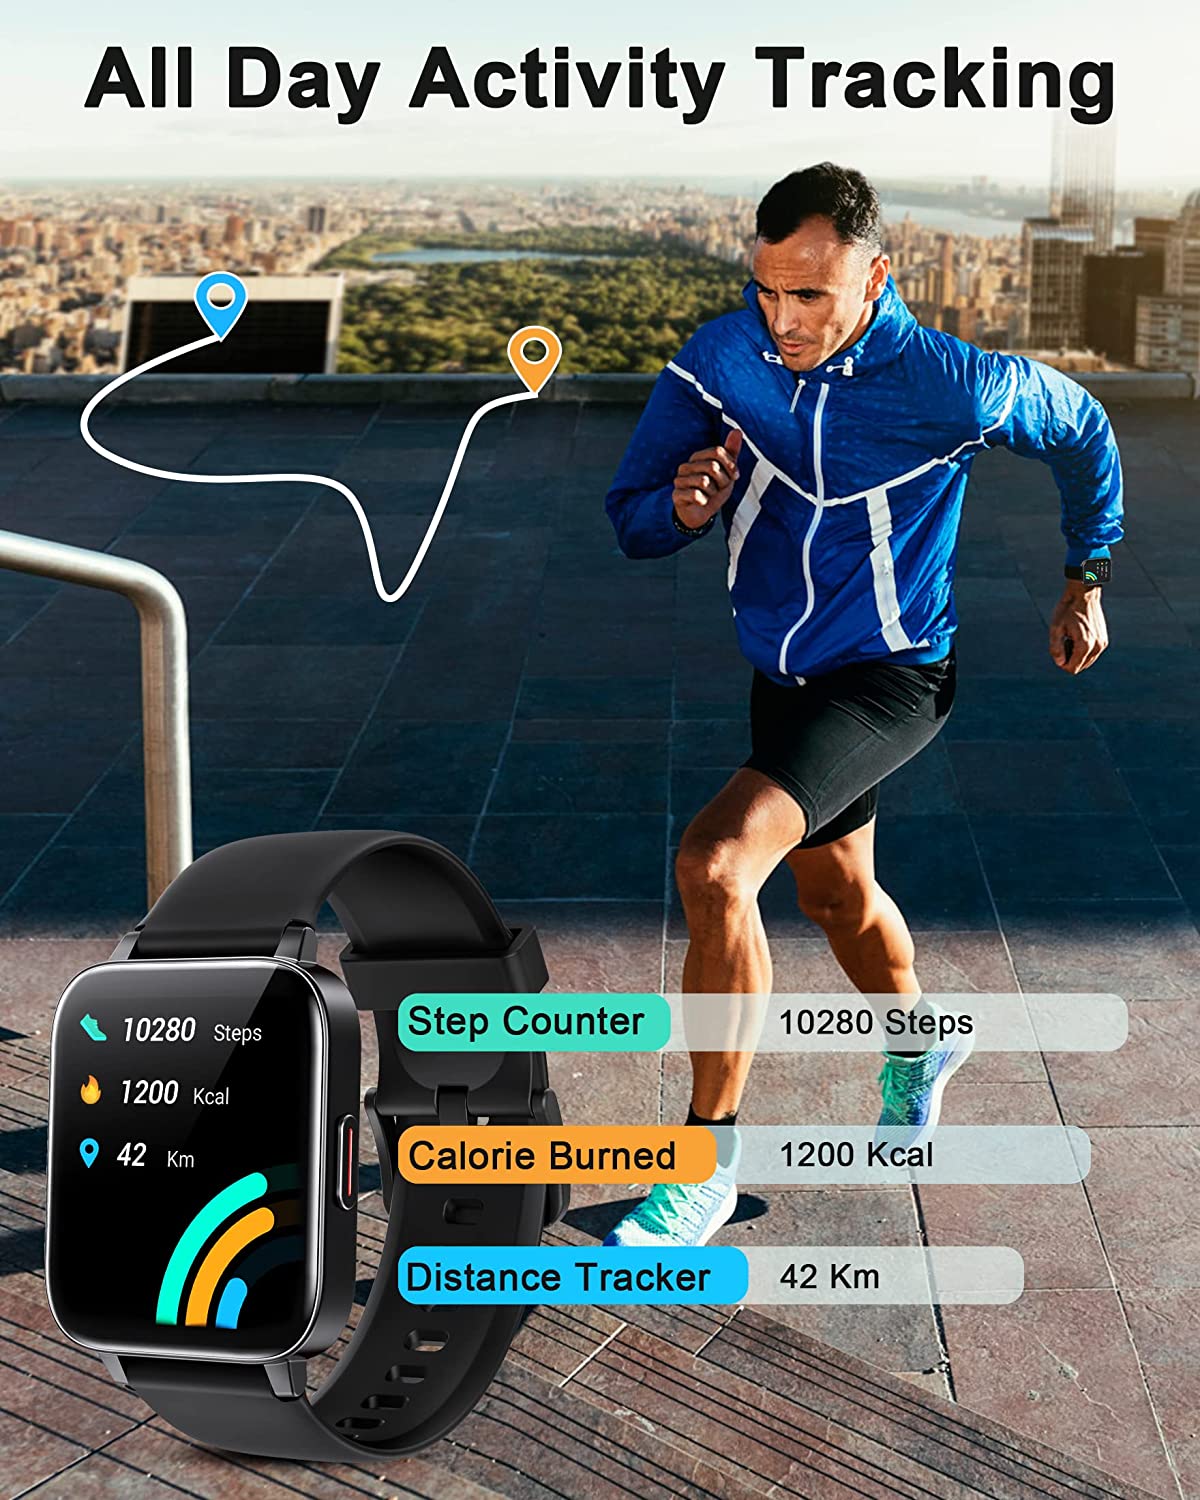 All Day Activity Tracking
10280 Steps
1200 Kcal
42 Km
Step Counter 10280 Steps
Calorie Burned 1200 Kcal
Distance Tracker 42 Km